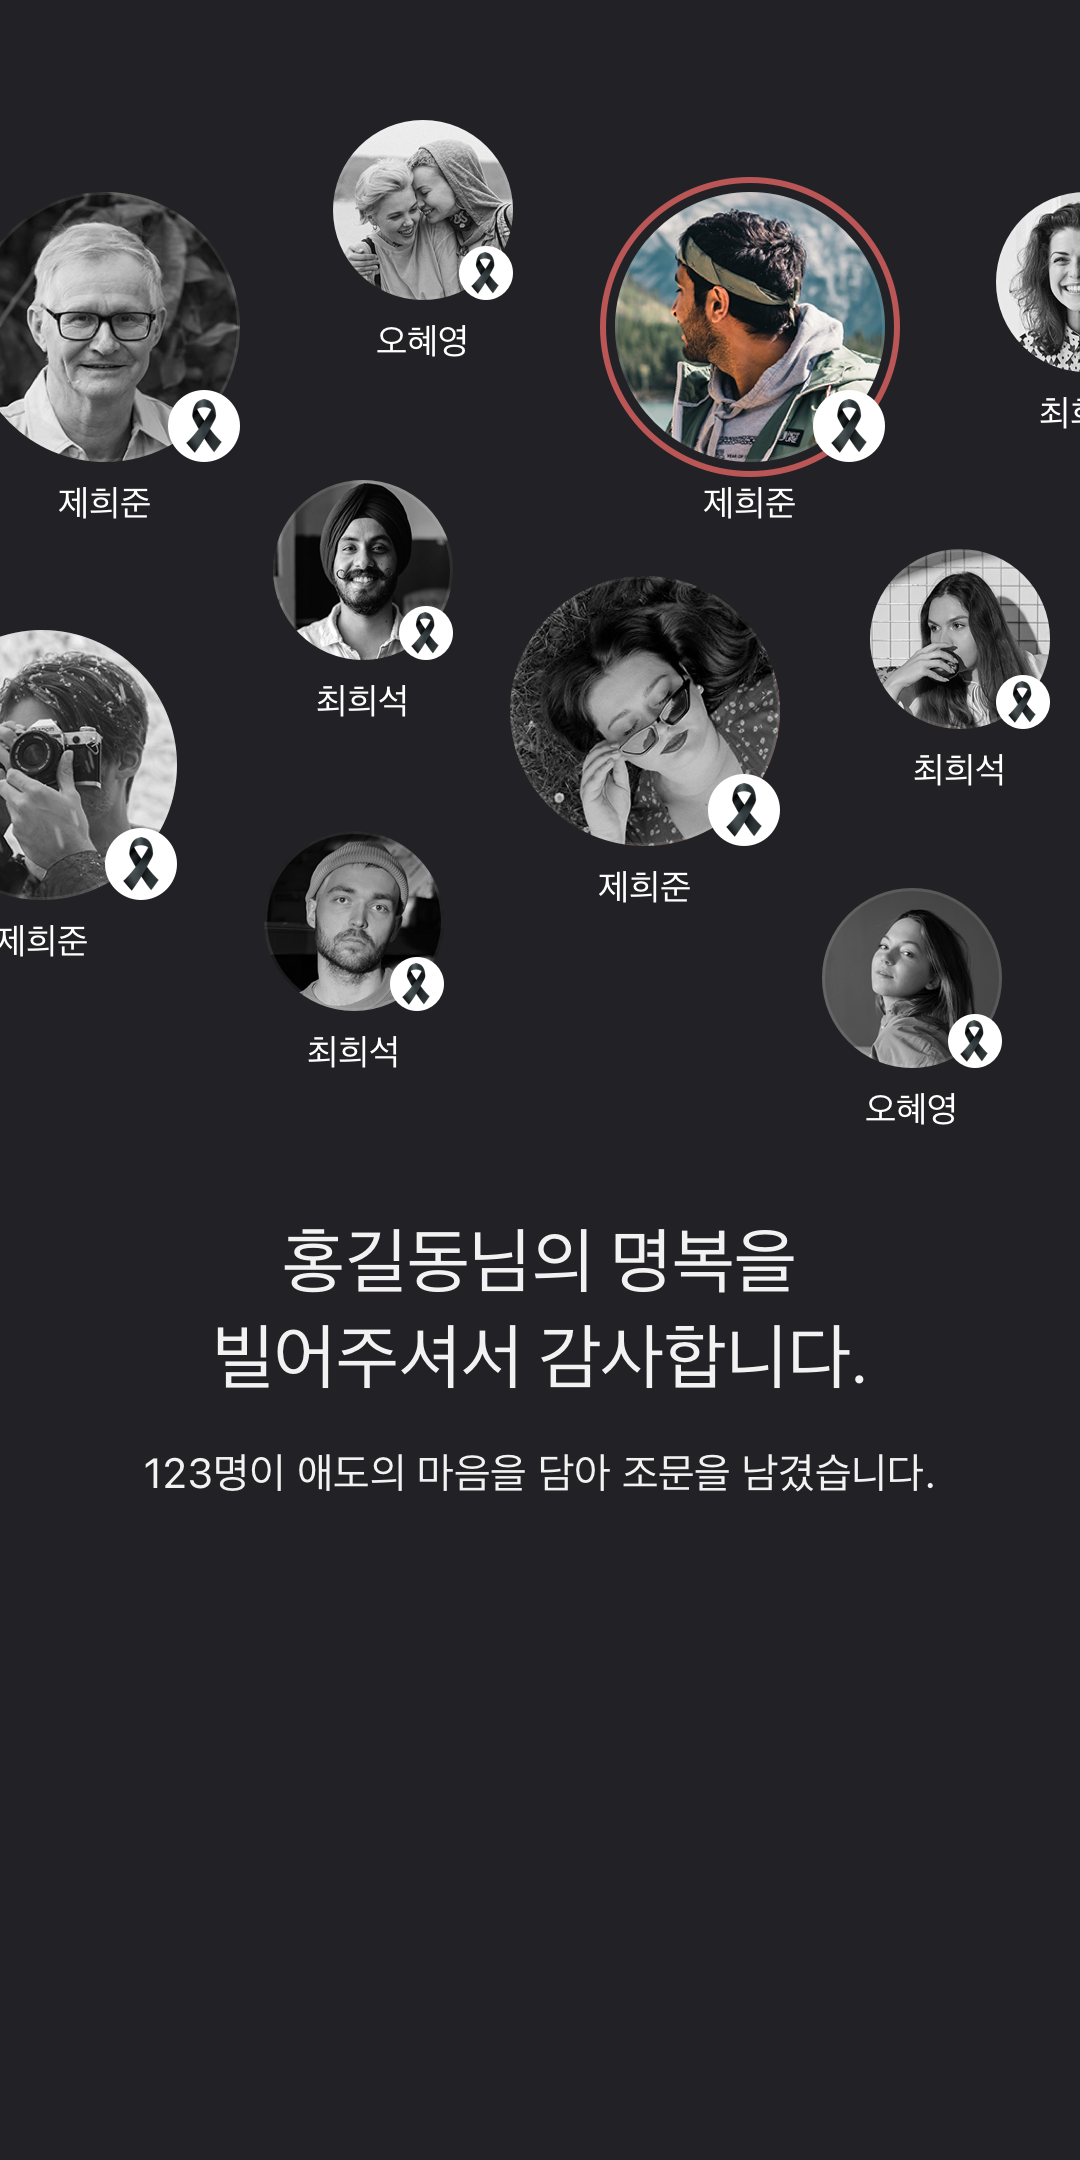 오혜영
최희
제희준
제희준
최희석
최희석
제희준
제희준
최희석
오혜영
홍길동님의 명복을
빌어주셔서 감사합니다.
123명이 애도의 마음을 담아 조문을 남겼습니다.